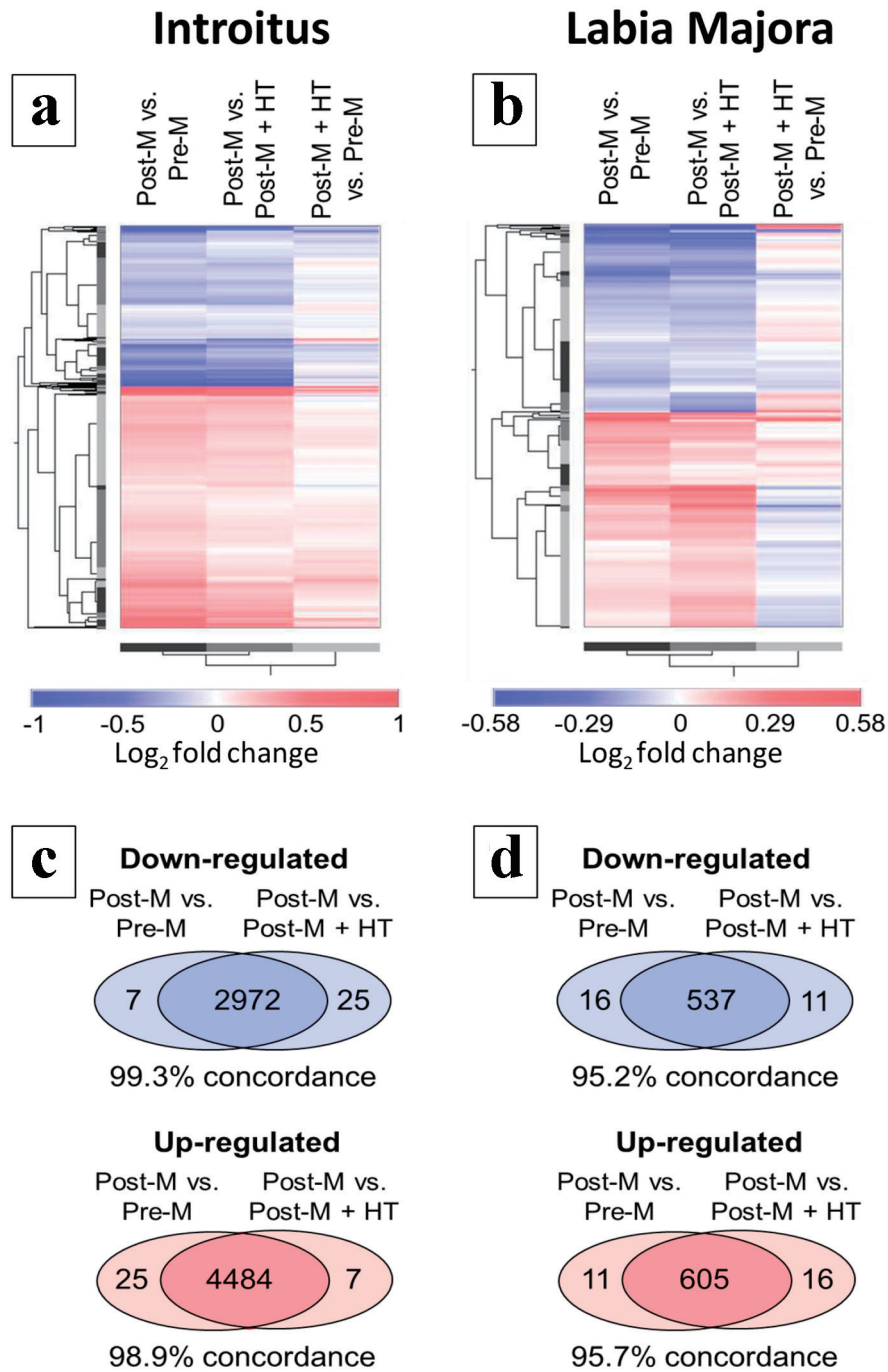 Introitus
Labia Majora
a
Post-M vs.
Pre-M
Post-M vs.
Post-M + HT
Post-M + HT
vs. Pre-M
b
Post-M vs.
Pre-M
Post-M vs.
Post-M + HT
Post-M + HT
vs. Pre-M
-1 -0.5 0 0.5 1
Log2 fold change
-0.58 -0.29 0 0.29 0.58
Log2 fold change
c
Down-regulated
Post-M vs.
Pre-M
Post-M vs.
Post-M + HT
7 2972 25
99.3% concordance
Up-regulated
Post-M vs.
Pre-M
Post-M vs.
Post-M + HT
25 4484 7
98.9% concordance
d
Down-regulated
Post-M vs.
Pre-M
Post-M vs.
Post-M + HT
16 537 11
95.2% concordance
Up-regulated
Post-M vs.
Pre-M
Post-M vs.
Post-M + HT
11 605 16
95.7% concordance